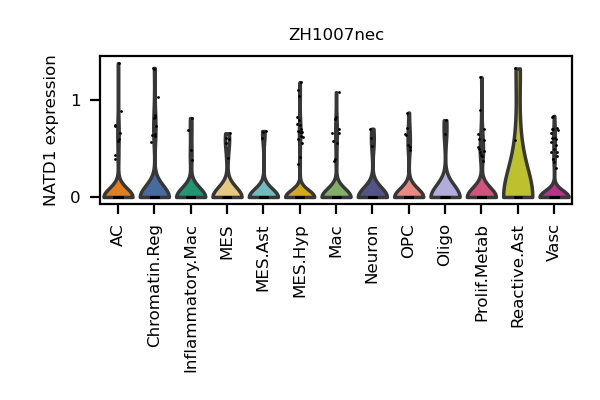 ZH1007nec
NATD1 expression
1
0
AC
Chromatin.Reg
Inflammatory.Mac
MES
MES.Ast
MES.Hyp
Mac
Neuron
OPC
Oligo
Prolif.Metab
Reactive.Ast
Vasc